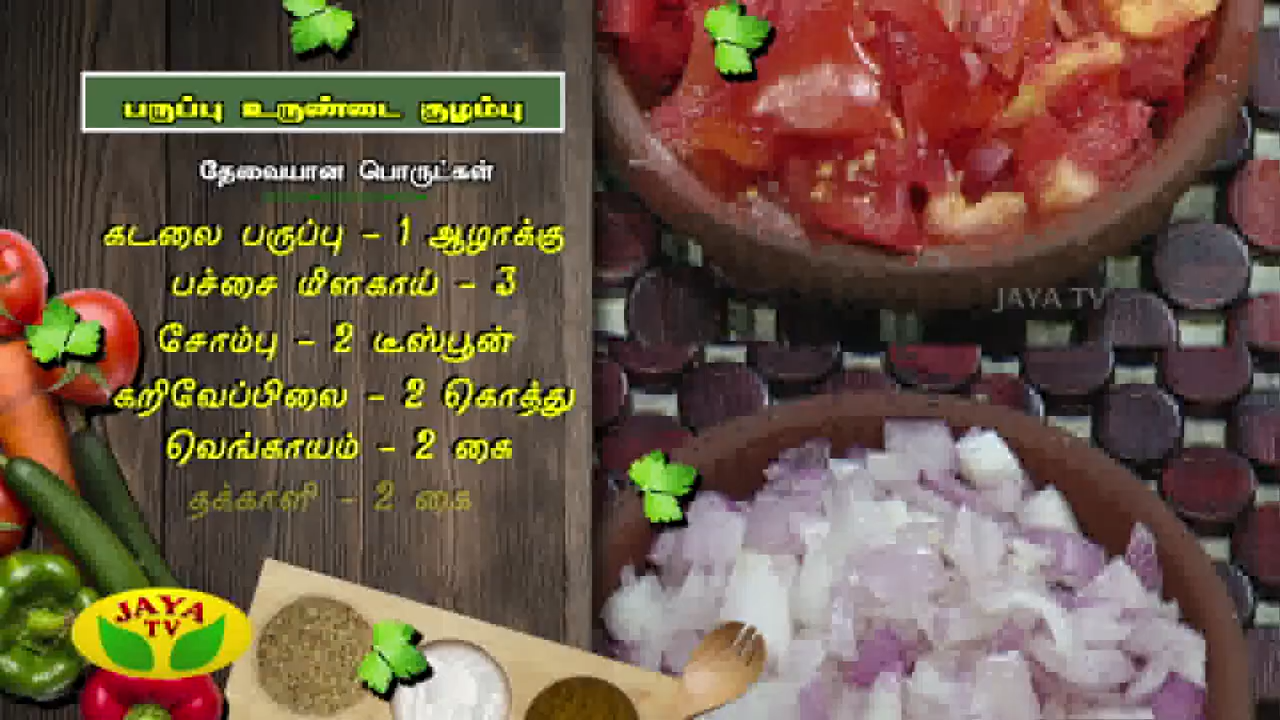 பருப்பு உருண்டை குழம்பு
தேவையான பொருட்கள்
கடலை பருப்பு - 1 ஆழாக்கு
பச்சை மிளகாய் - 3
சோம்பு - 2 டீஸ்பூன்
கறிவேப்பிலை - 2 கொத்து
வெங்காயம் - 2 கை
தக்காளி - 2 கை
JAYA TV
JAYA
TV